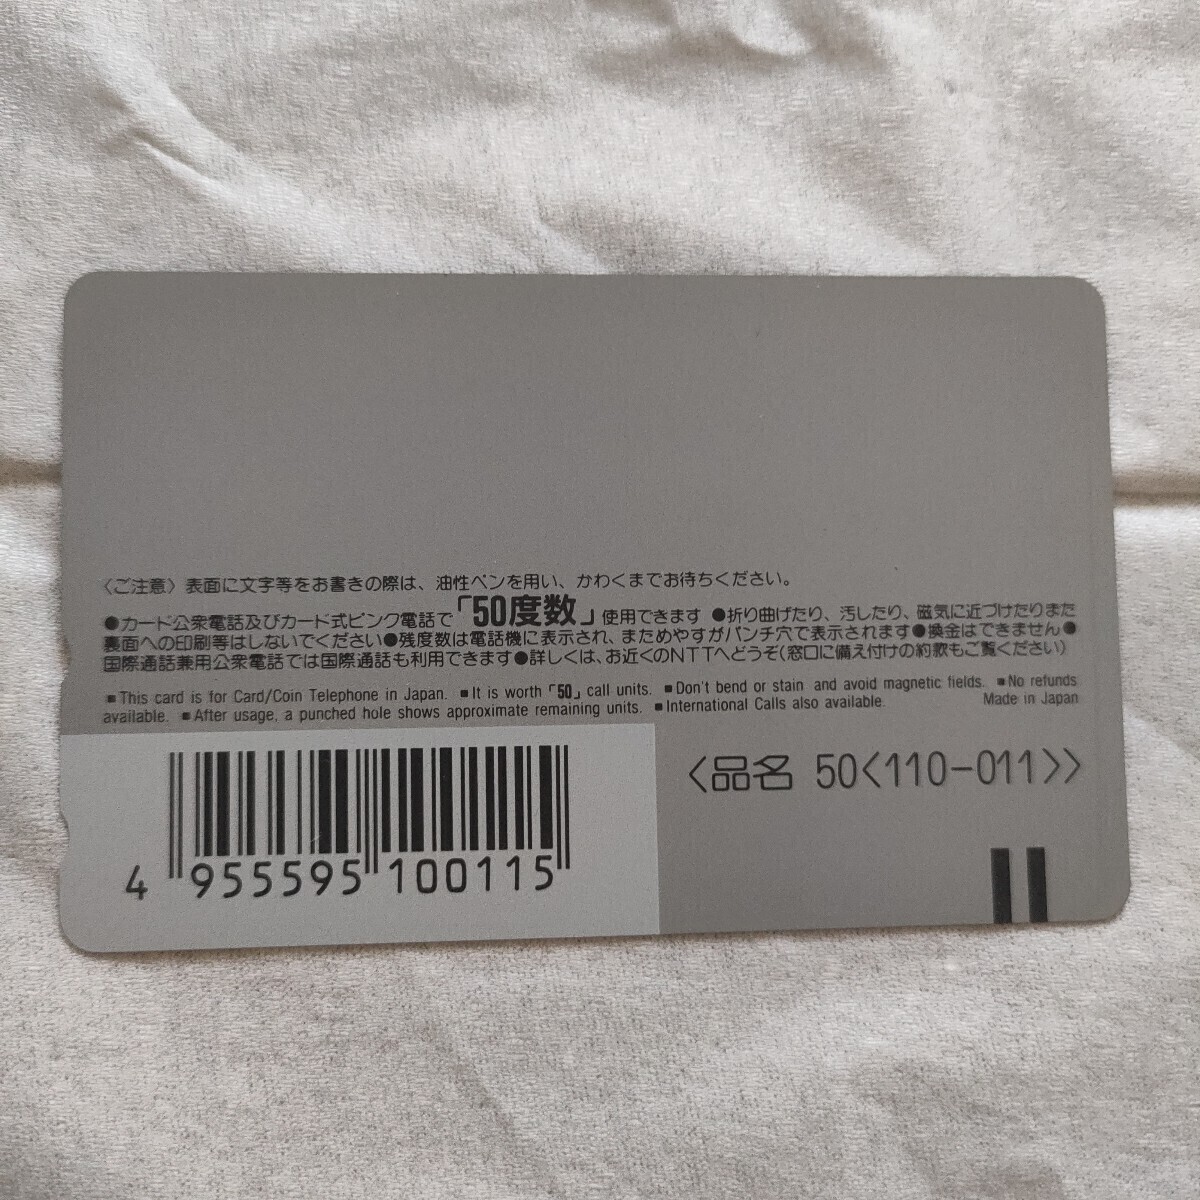 〈ご注意〉表面に文字等をお書きの際は、油性ペンを用い、かわくまでお待ちください。
●カード公衆電話及びカード式ピンク電話で「50度数」使用できます ●折り曲げたり、汚したり、磁気に近づけたりまた
裏面への印刷等はしないでください●残度数は電話機に表示され、まためやすがパンチ穴で表示されます●換金はできません●
国際通話兼用公衆電話では国際通話も利用できます●詳しくは、お近くのNTTへどうぞ(窓口に備え付けの約款もご覧ください)
■This card is for Card/Coin Telephone in Japan. ■It is worth「50」call units. ■Don't bend or stain and avoid magnetic fields. ■No refunds
available. ■After usage, a punched hole shows approximate remaining units. ■International Calls also available. Made in Japan
〈品名 50〈110-011〉〉
4 955595 100115